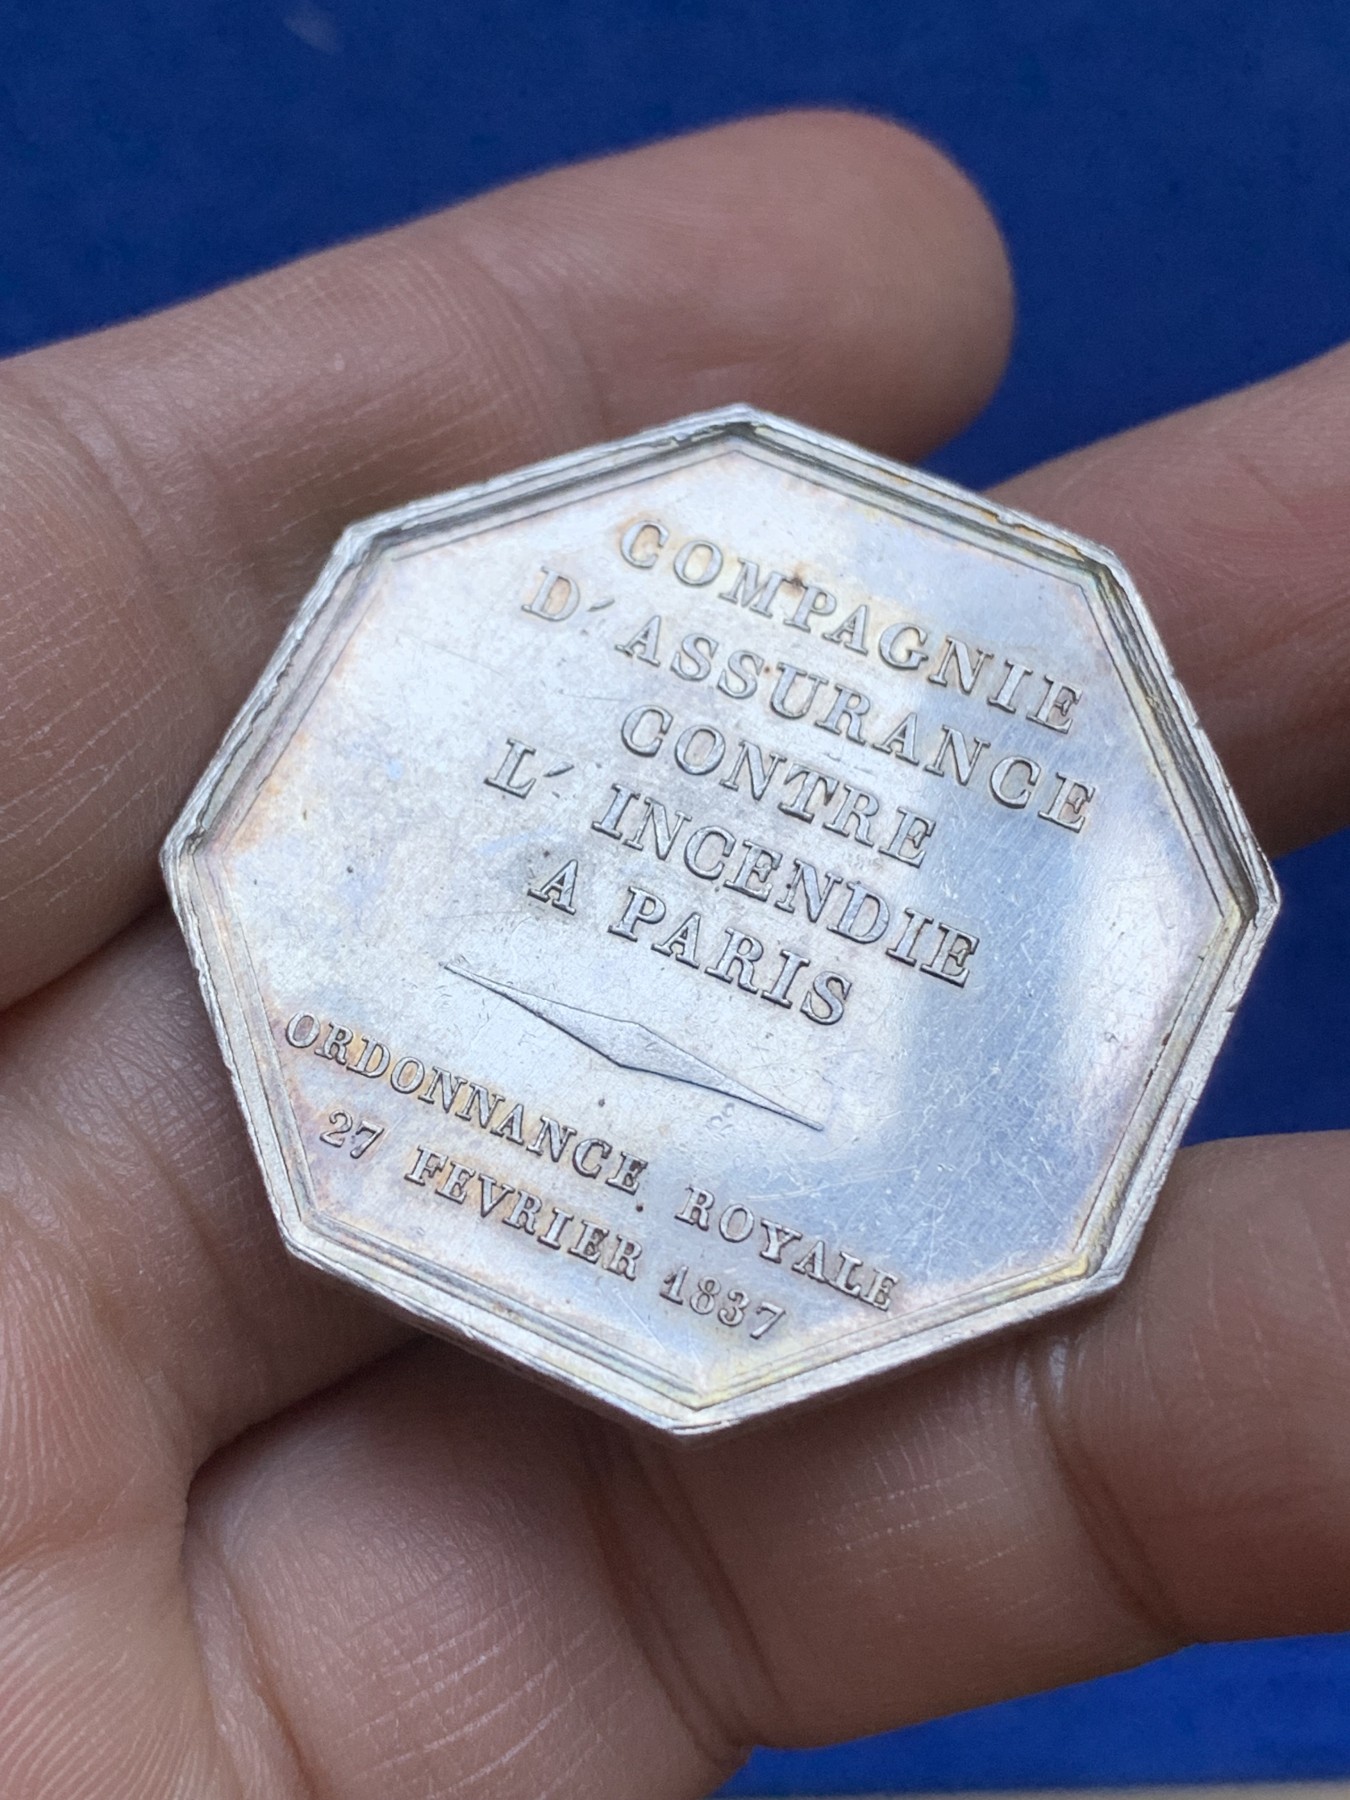 COMPAGNIE
D'ASSURANCE
CONTRE
L' INCENDIE
A PARIS
ORDONNANCE ROYALE
27 FEVRIER 1837